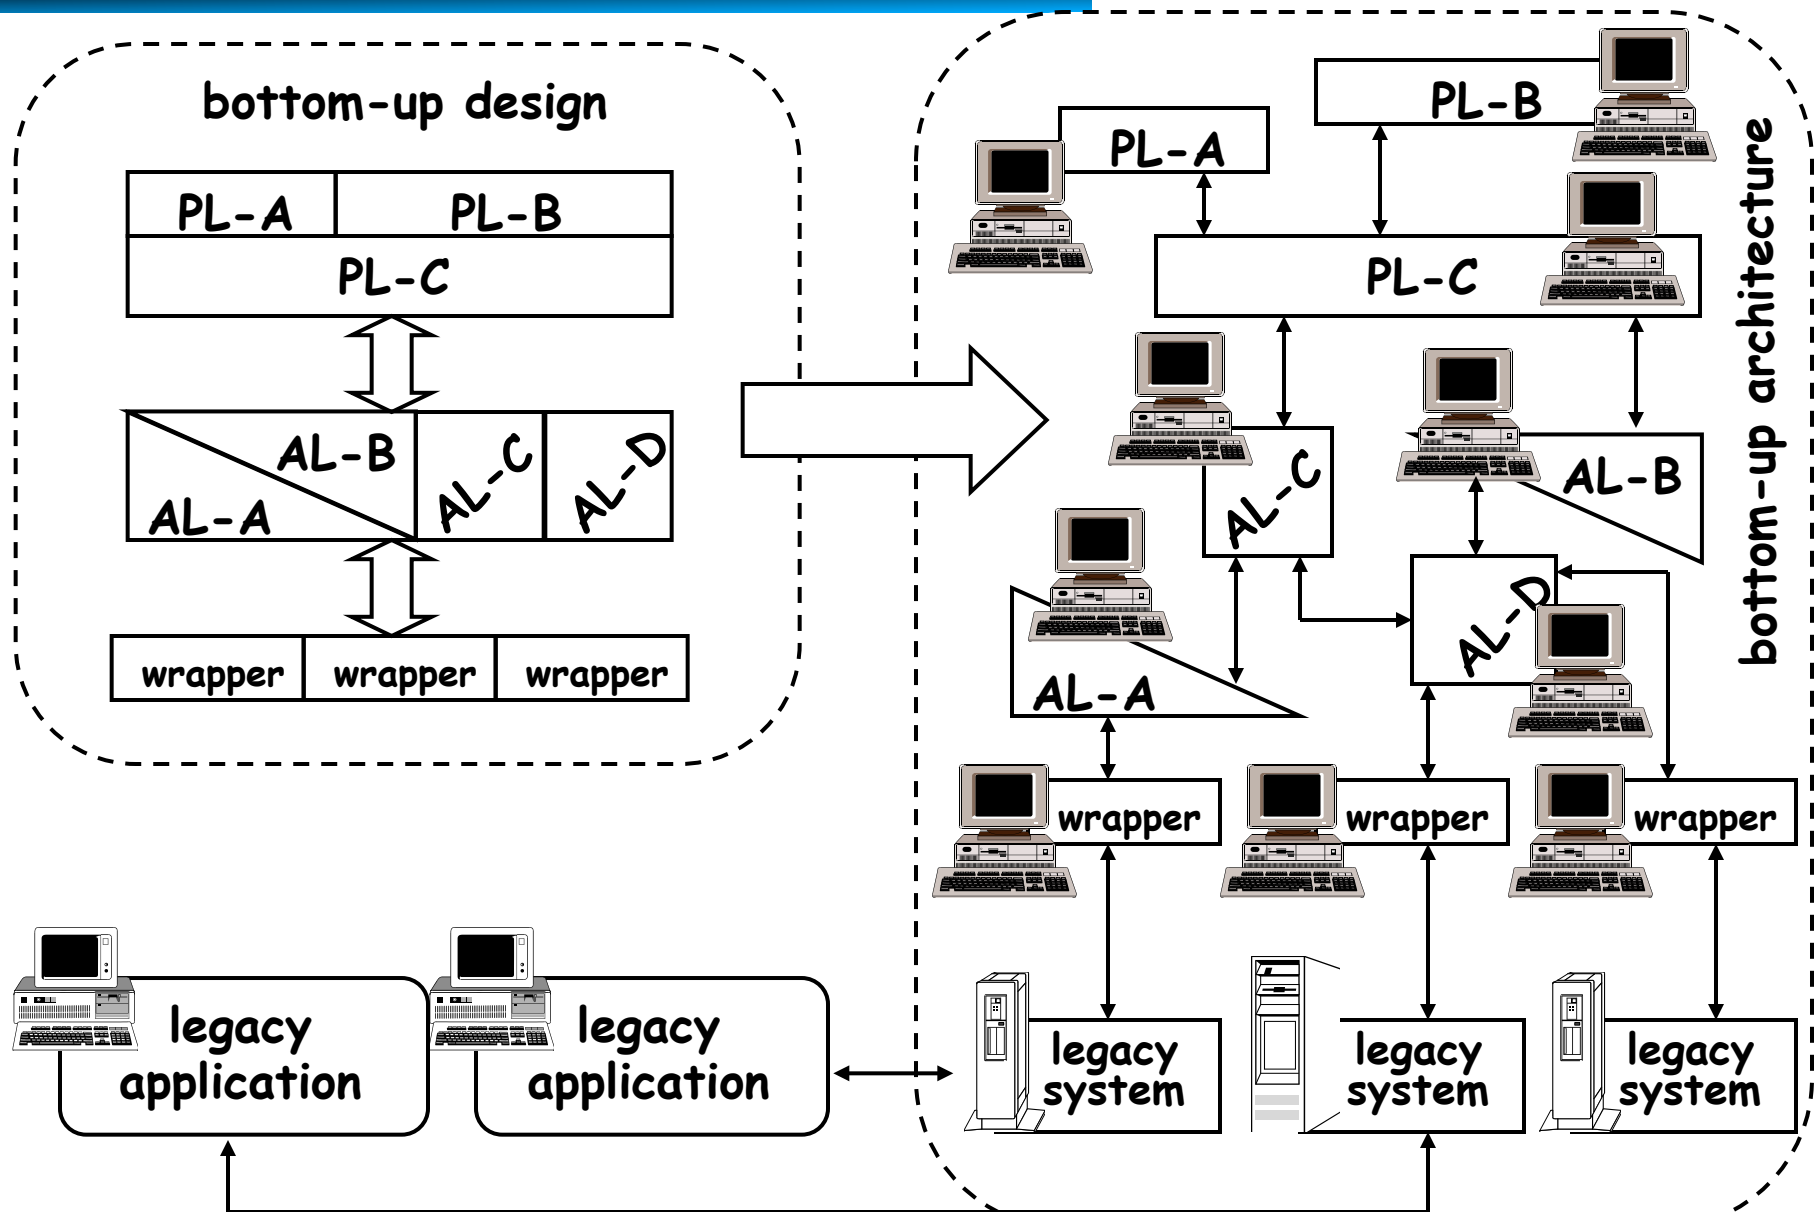 bottom-up design
PL-A
PL-B
PL-C
AL-B
AL-A
AL-C
AL-D
wrapper
wrapper
wrapper
PL-A
PL-B
PL-C
AL-C
AL-B
AL-D
AL-A
wrapper
wrapper
wrapper
bottom-up architecture
legacy
application
legacy
application
legacy
system
legacy
system
legacy
system